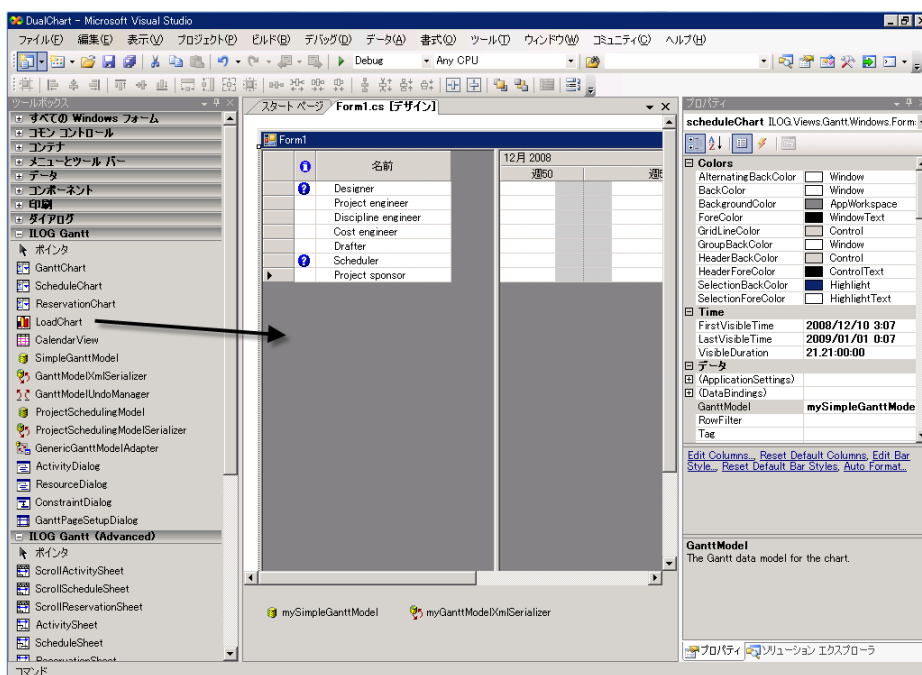 DualChart - Microsoft Visual Studio
ファイル(F) 編集(E) 表示(V) プロジェクト(P) ビルド(B) デバッグ(D) データ(A) 書式(O) ツール(T) ウィンドウ(W) コミュニティ(C) ヘルプ(H)
Debug Any CPU
ツールボックス
すべての Windows フォーム
コモン コントロール
コンテナ
メニューとツール バー
データ
コンポーネント
印刷
ダイアログ
ILOG Gantt
ポインタ
GanttChart
ScheduleChart
ReservationChart
LoadChart
CalendarView
SimpleGanttModel
GanttModelXmlSerializer
GanttModelUndoManager
ProjectSchedulingModel
ProjectSchedulingModelSerializer
GenericGanttModelAdapter
ActivityDialog
ResourceDialog
ConstraintDialog
GanttPageSetupDialog
ILOG Gantt (Advanced)
ポインタ
ScrollActivitySheet
ScrollScheduleSheet
ScrollReservationSheet
ActivitySheet
ScheduleSheet
ReservationSheet
コマンド
スタート ページ Form1.cs [デザイン]
Form1
名前
12月 2008
週50
Designer
Project engineer
Discipline engineer
Cost engineer
Drafter
Scheduler
Project sponsor
mySimpleGanttModel myGanttModelXmlSerializer
プロパティ
scheduleChart ILOG.Views.Gantt.Windows.Form
Colors
AlternatingBackColor Window
BackColor Window
BackgroundColor AppWorkspace
ForeColor WindowText
GridLineColor Control
GroupBackColor Window
HeaderBackColor Control
HeaderForeColor ControlText
SelectionBackColor Highlight
SelectionForeColor HighlightText
Time
FirstVisibleTime 2008/12/10 3:07
LastVisibleTime 2009/01/01 0:07
VisibleDuration 21.21:00:00
データ
(ApplicationSettings)
(DataBindings)
GanttModel mySimpleGanttMode
RowFilter
Tag
Edit Columns..., Reset Default Columns, Edit Bar
Style..., Reset Default Bar Styles, Auto Format...
GanttModel
The Gantt data model for the chart.
プロパティ ソリューション エクスプローラ